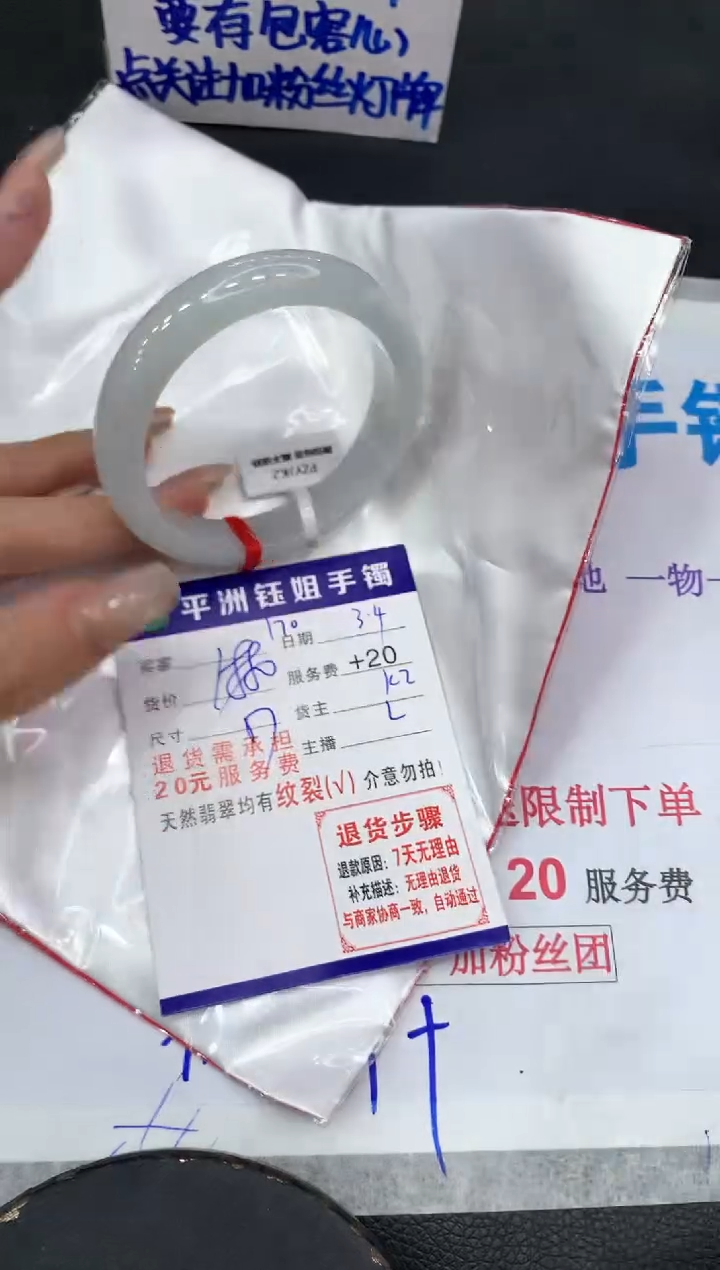 要有包容心
点关注加粉丝灯牌
手镯
PZYJK2
一物一
平洲钰姐手镯
170
日期 3.4
买家
货价
服务费 +20
K2
尺寸
货主 L
退货需承担
20元服务费
主播
天然翡翠均有纹裂(√) 介意勿拍!
退货步骤
退款原因: 7天无理由
补充描述: 无理由退货
与商家协商一致, 自动通过
限制下单
20 服务费
加粉丝团